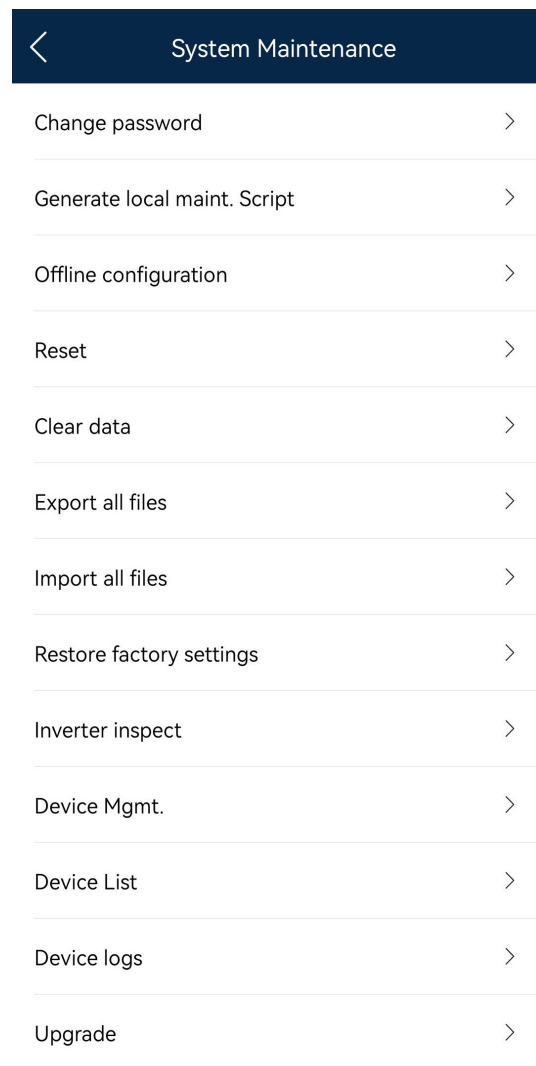 System Maintenance
Change password
Generate local maint. Script
Offline configuration
Reset
Clear data
Export all files
Import all files
Restore factory settings
Inverter inspect
Device Mgmt.
Device List
Device logs
Upgrade